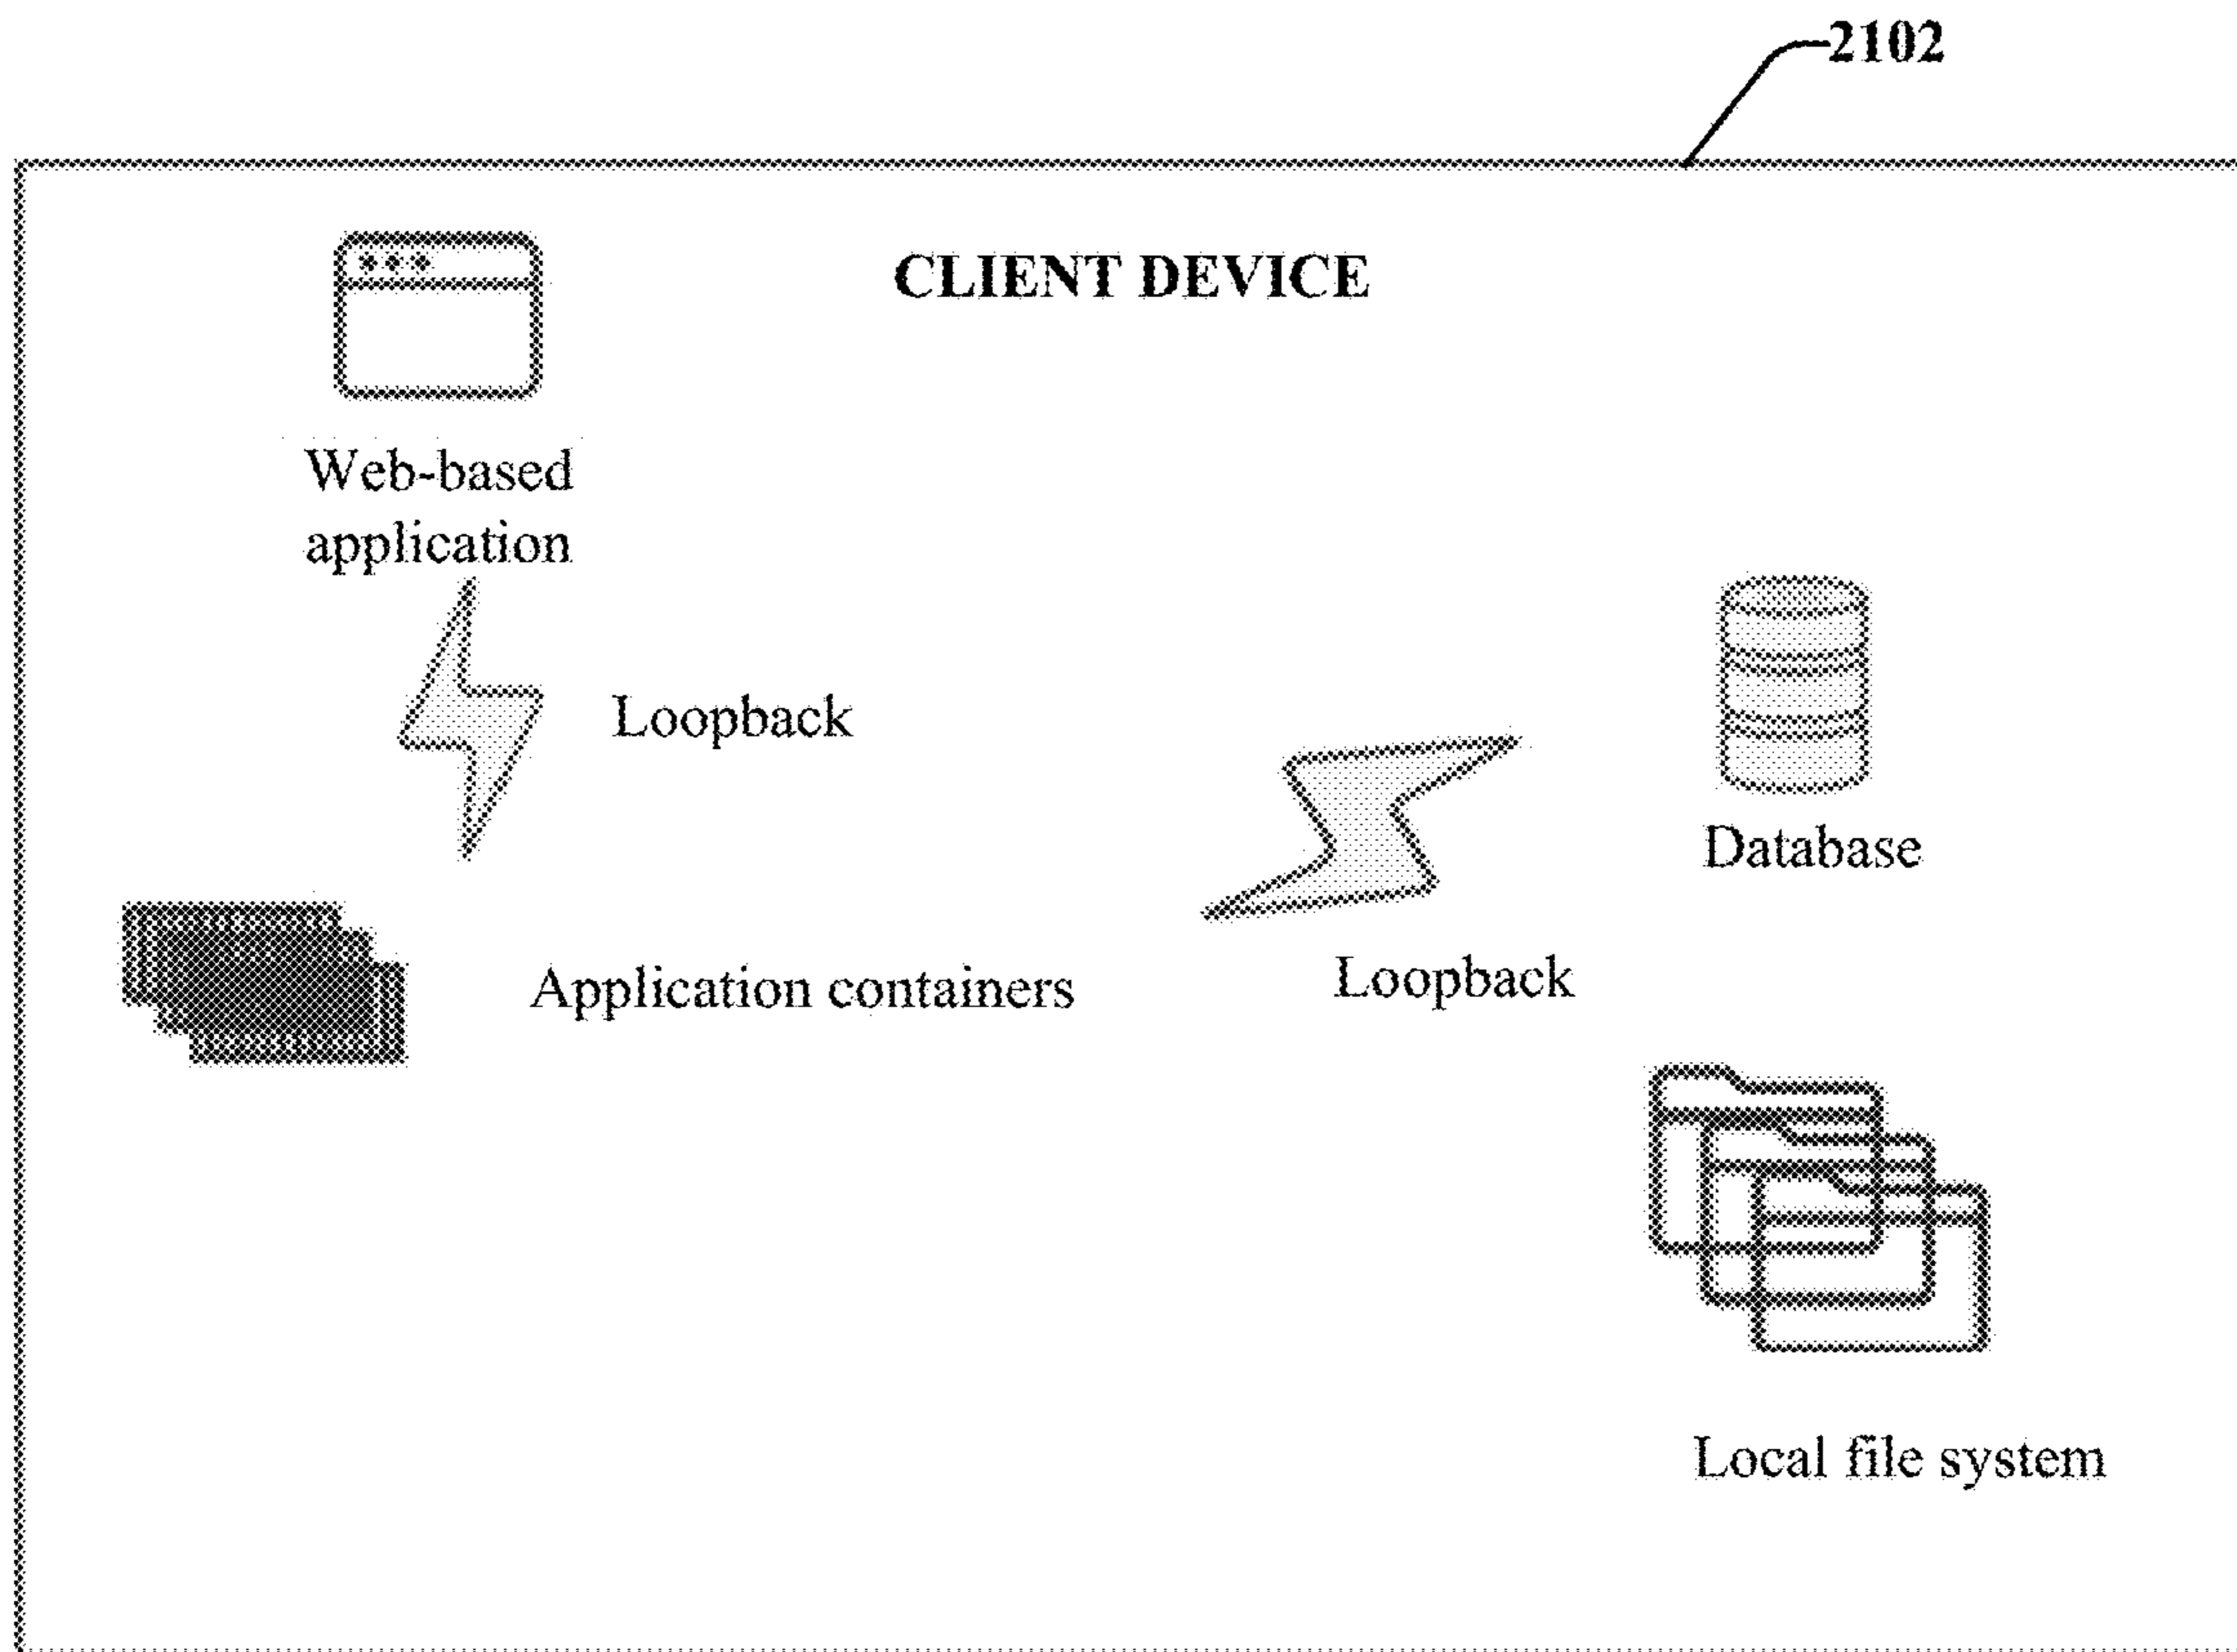 2102
CLIENT DEVICE
Web-based
application
Loopback
Database
Application containers
Loopback
Local file system